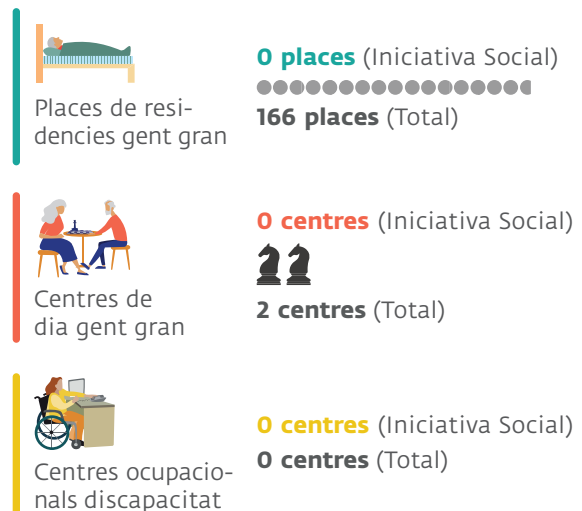 Places de resi-
dencies gent gran
0 places (Iniciativa Social)
166 places (Total)
Centres de
dia gent gran
0 centres (Iniciativa Social)
2 centres (Total)
Centres ocupacio-
nals discapacitat
0 centres (Iniciativa Social)
0 centres (Total)